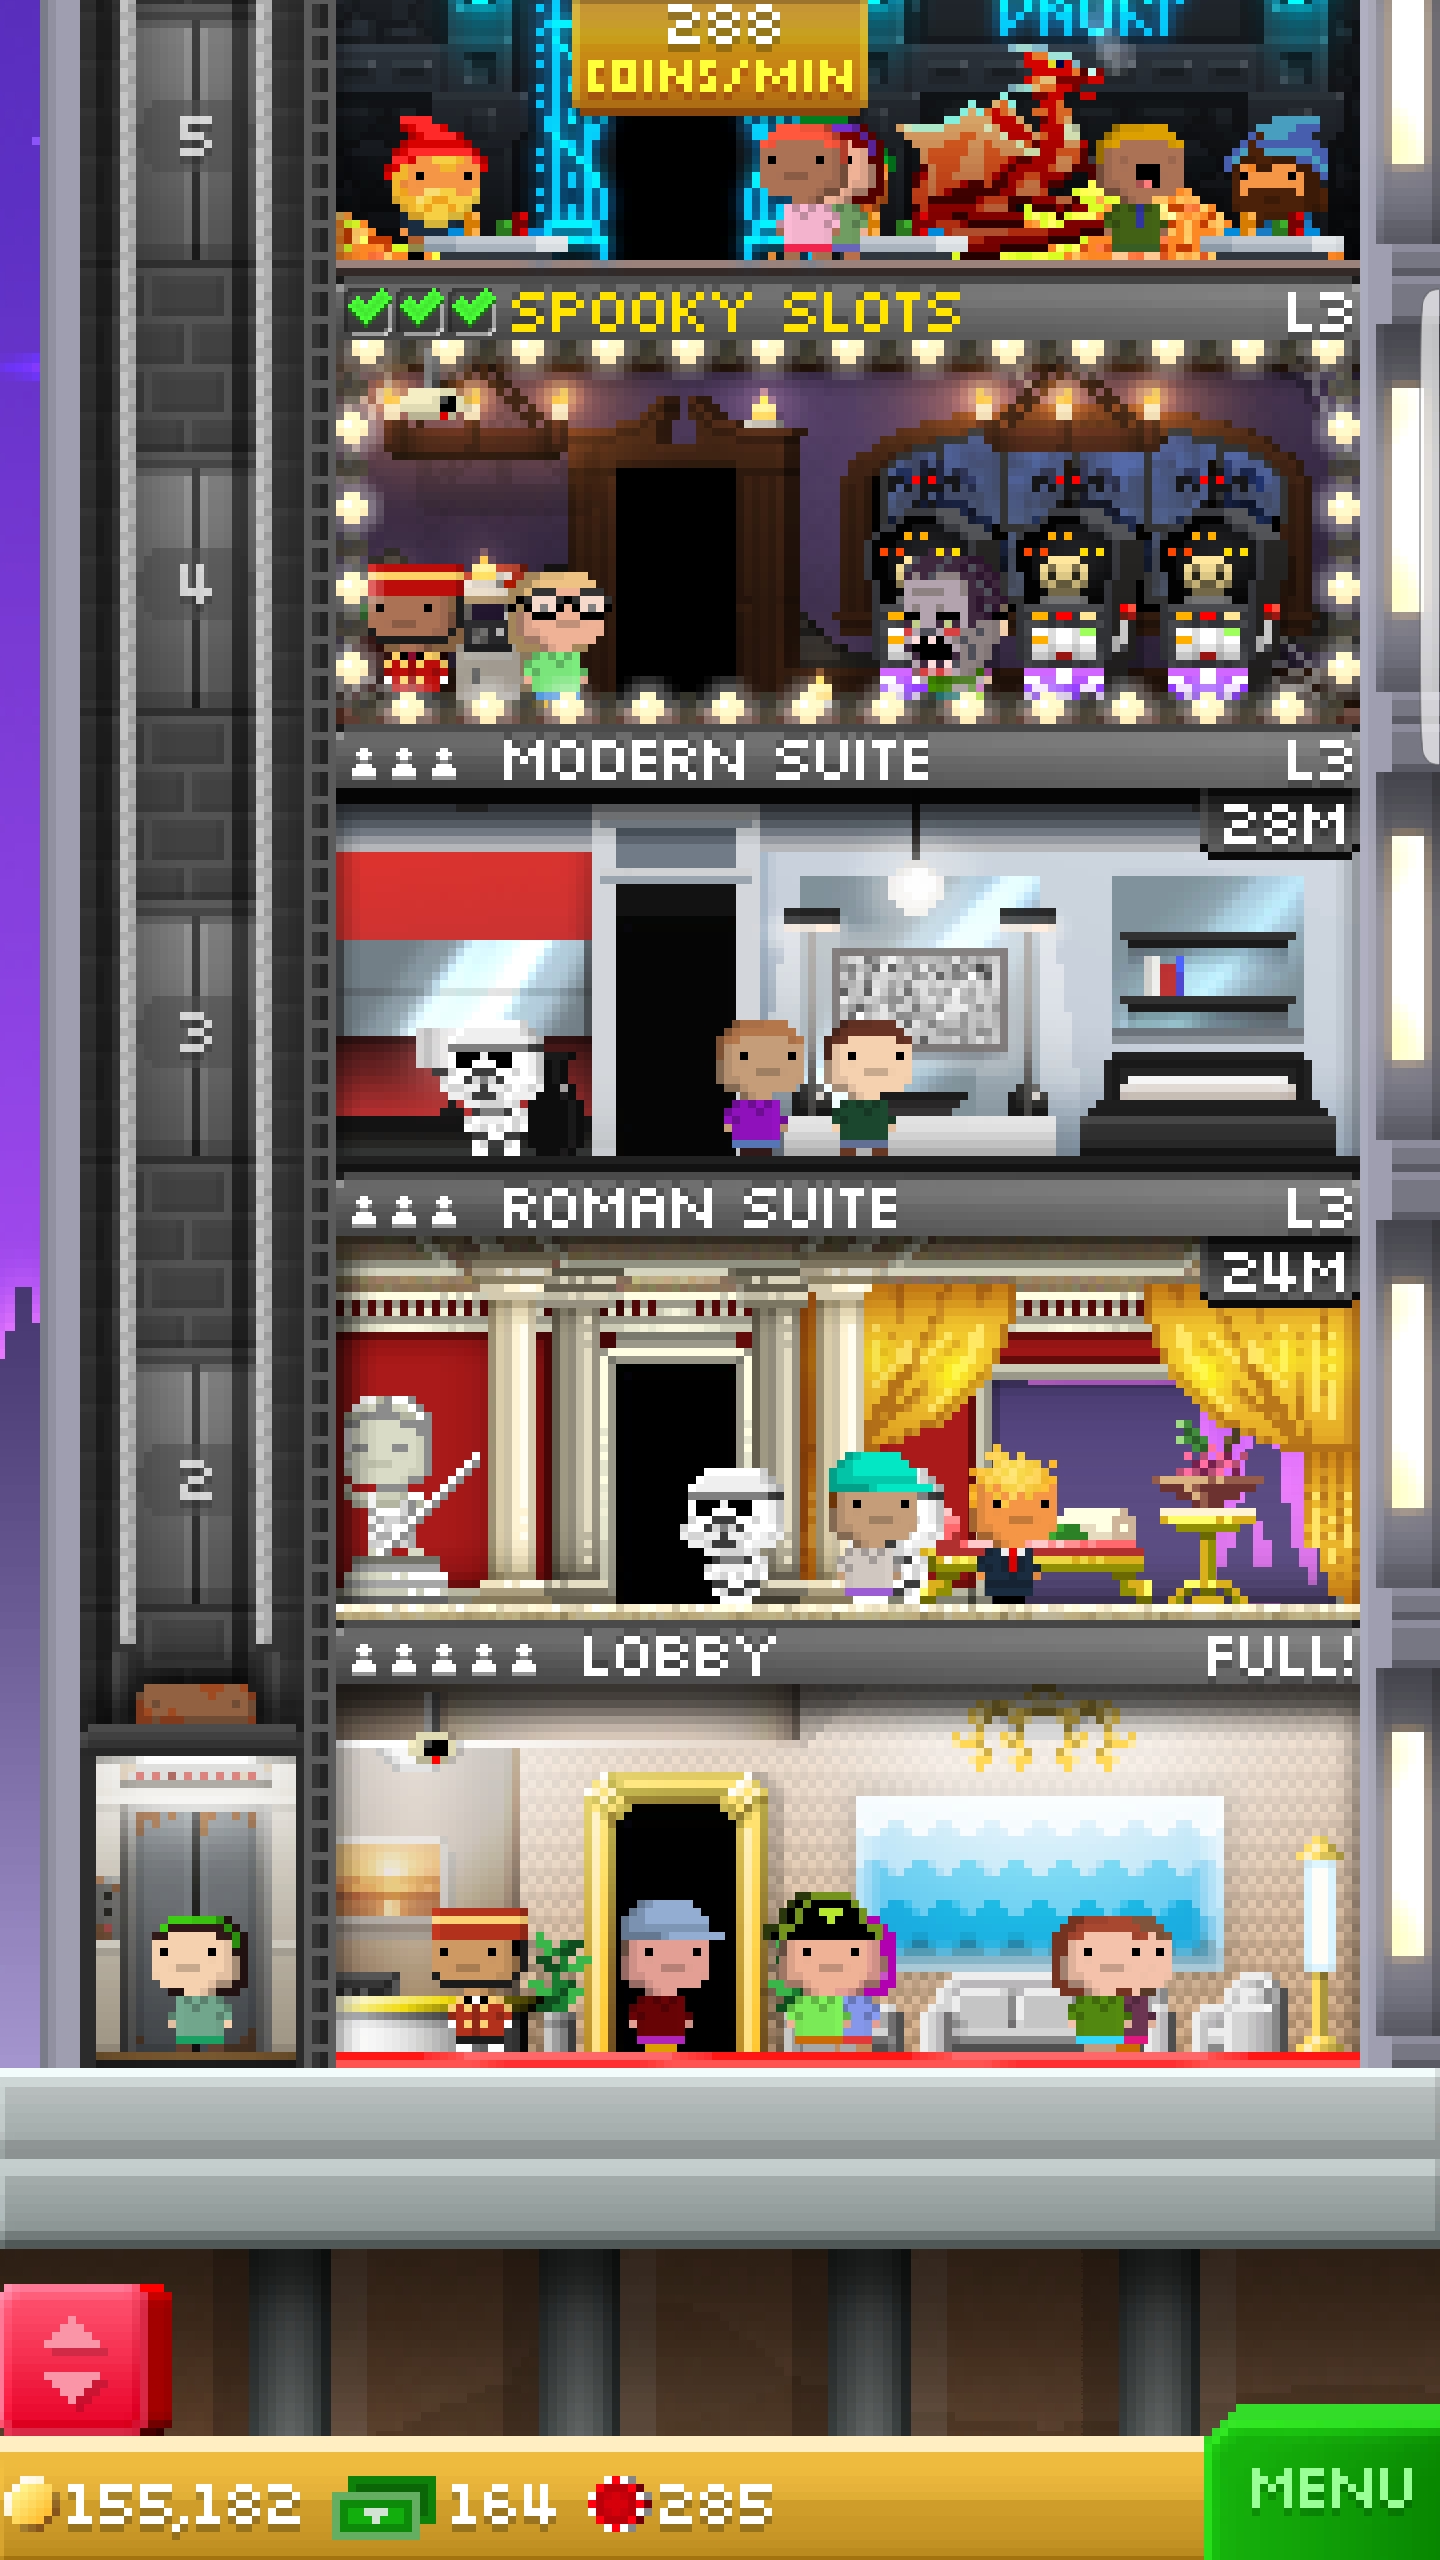 288
COINS/MIN
5
SPOOKY SLOTS L3
4
MODERN SUITE L3
28M
3
ROMAN SUITE L3
24M
2
LOBBY FULL!
155,182 164 285
MENU